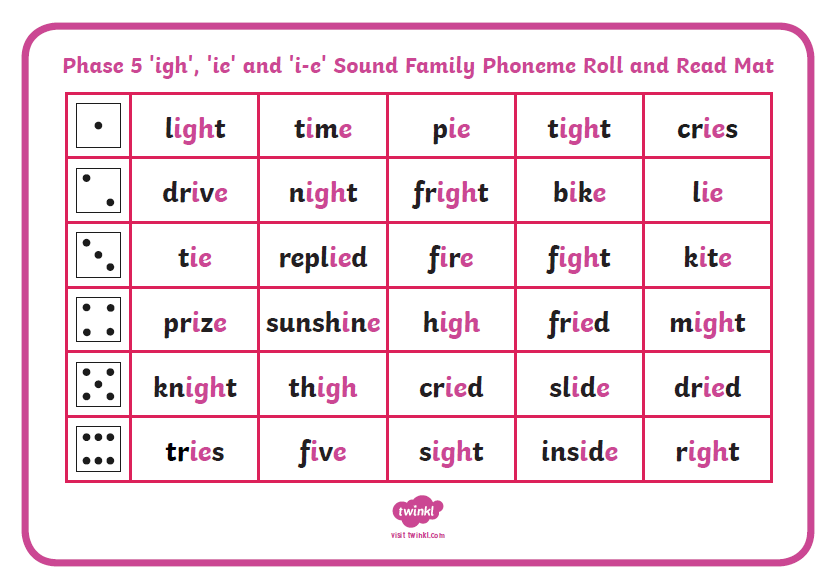 Phase 5 'igh', 'ie' and 'i-e' Sound Family Phoneme Roll and Read Mat
light time pie tight cries
drive night fright bike lie
tie replied fire fight kite
prize sunshine high fried might
knight thigh cried slide dried
tries five sight inside right
twinkl
visit twinkl.com